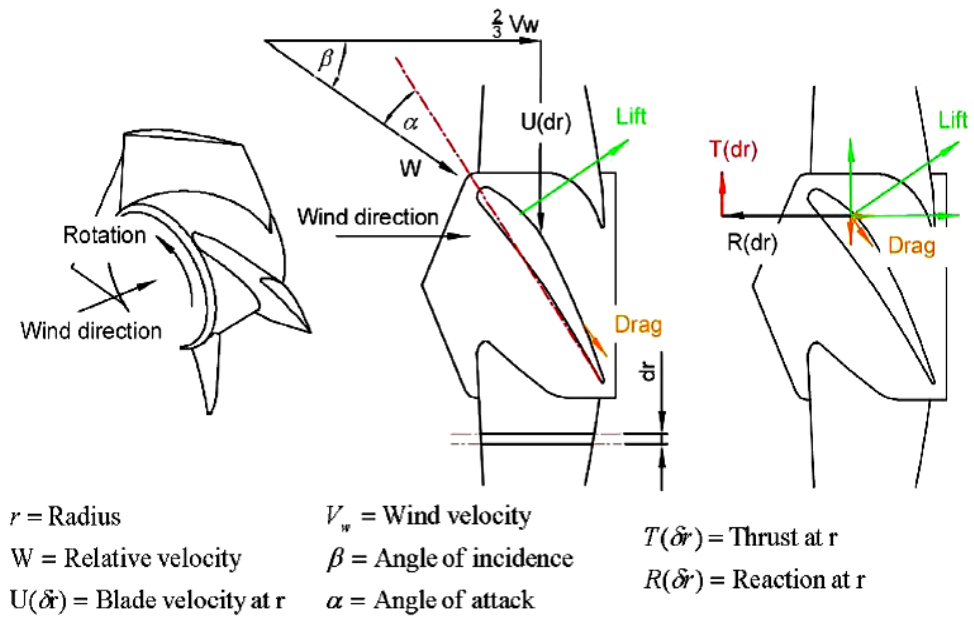 2/3 Vw
β
α
W
U(dr)
Lift
Wind direction
Drag
dr
Rotation
Wind direction
T(dr)
Lift
R(dr)
Drag
r = Radius
W = Relative velocity
U(δr) = Blade velocity at r
V_w = Wind velocity
β = Angle of incidence
α = Angle of attack
T(δr) = Thrust at r
R(δr) = Reaction at r